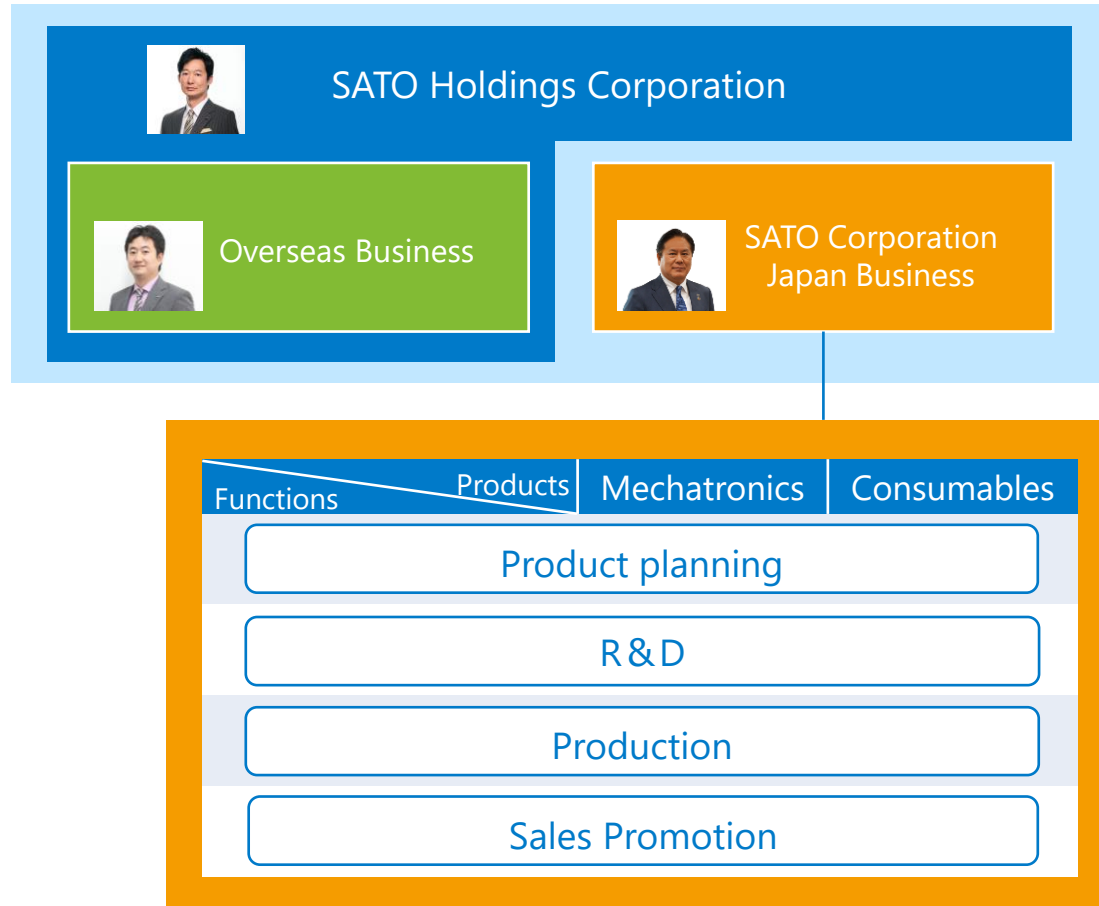 SATO Holdings Corporation
Overseas Business
SATO Corporation
Japan Business
Functions
Products
Mechatronics
Consumables
Product planning
R&D
Production
Sales Promotion